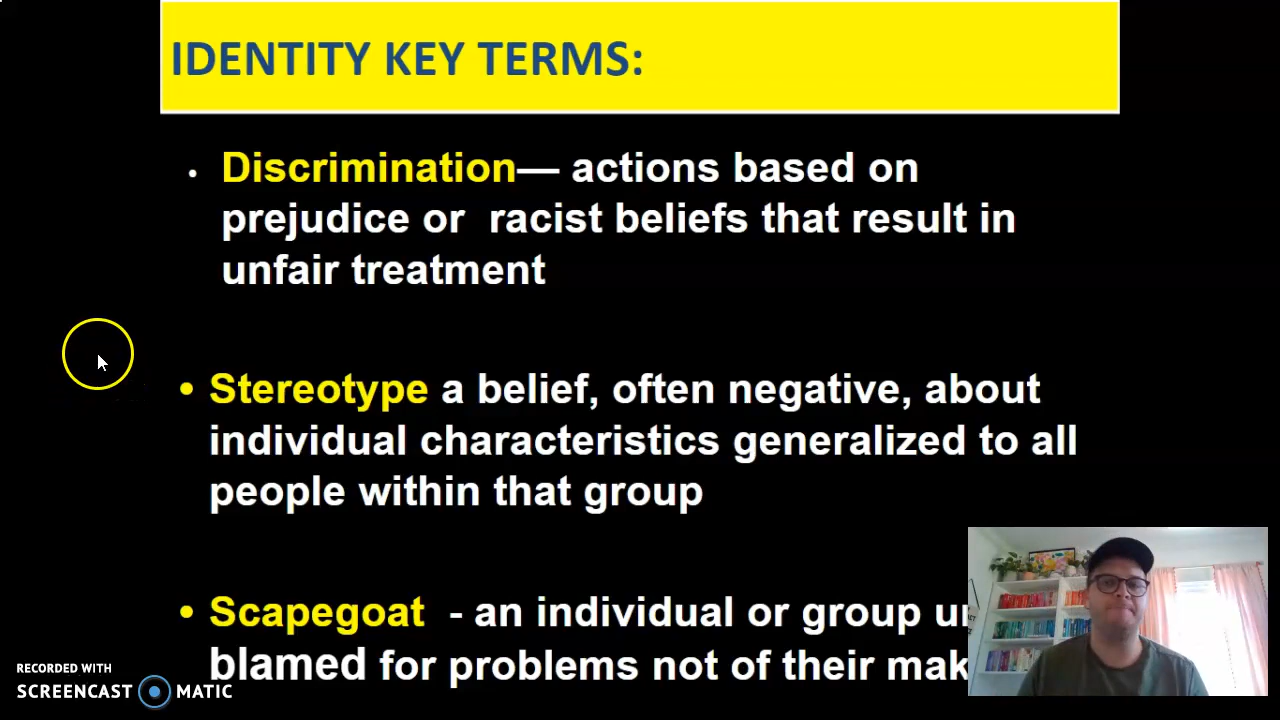 IDENTITY KEY TERMS:
• Discrimination— actions based on
prejudice or racist beliefs that result in
unfair treatment
• Stereotype a belief, often negative, about
individual characteristics generalized to all
people within that group
• Scapegoat - an individual or group
blamed for problems not of their
RECORDED WITH
SCREENCAST MATIC